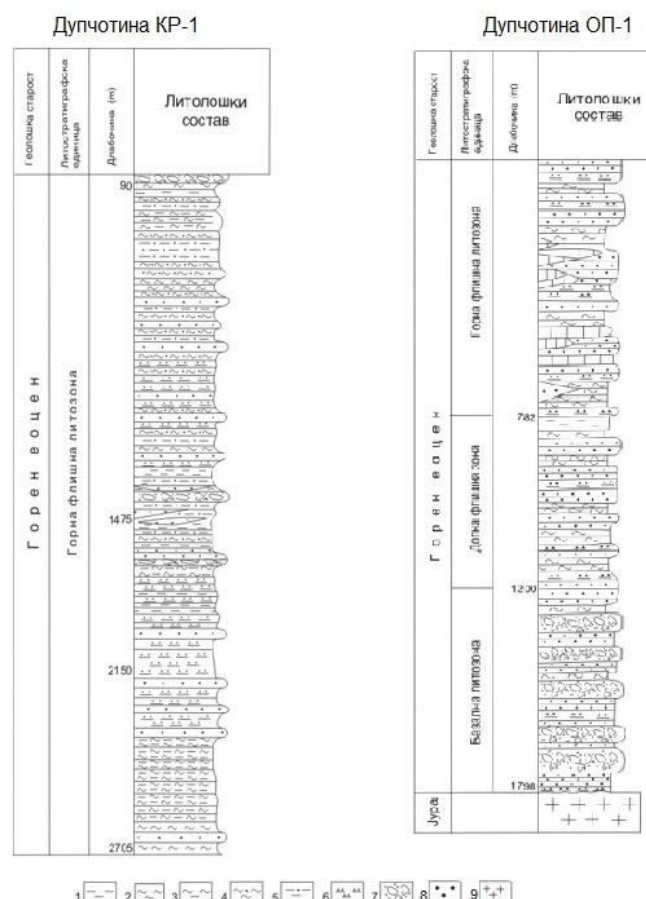 Дупчотина КР-1
Геолошка старост
Литостратиграфска
единица
Длабочина (m)
Литолошки
состав
Горен еоцен
Горна флишна литозона
90
1475
2150
2705
Дупчотина ОП-1
Геолошка старост
Литостратиграфска
единица
Длабочина (m)
Литолошки
состав
Горен еоцен
Горна флишна литозона
Долна флишна зона
Базална литозона
782
1200
1798
Јура
1 2 3 4 5 6 7 8 9